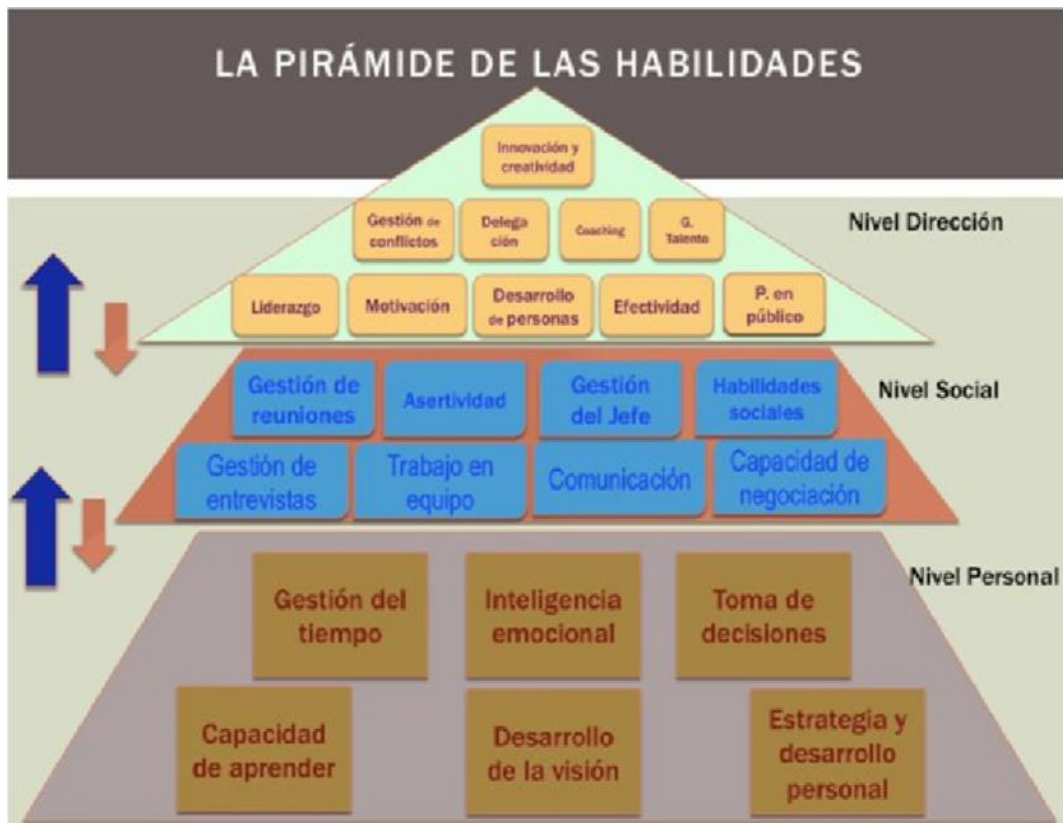 LA PIRÁMIDE DE LAS HABILIDADES
Innovación y
creatividad
Gestión de
conflictos
Delega
ción
Coaching
G.
Talento
Nivel Dirección
Liderazgo
Motivación
Desarrollo
de personas
Efectividad
P. en
público
Gestión de
reuniones
Asertividad
Gestión
del Jefe
Habilidades
sociales
Nivel Social
Gestión de
entrevistas
Trabajo en
equipo
Comunicación
Capacidad de
negociación
Nivel Personal
Gestión del
tiempo
Inteligencia
emocional
Toma de
decisiones
Capacidad
de aprender
Desarrollo
de la visión
Estrategia y
desarrollo
personal